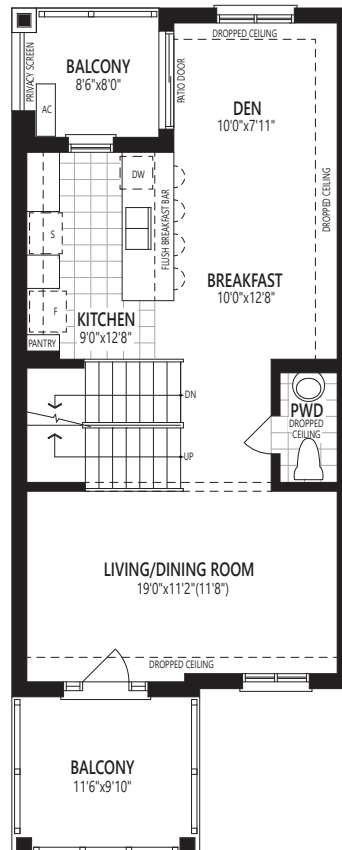 DROPPED CEILING
PRIVACY SCREEN
BALCONY
8'6"x8'0"
PATIO DOOR
AC
DEN
10'0"x7'11"
DROPPED CEILING
DW
FLUSH BREAKFAST BAR
S
BREAKFAST
10'0"x12'8"
F
KITCHEN
9'0"x12'8"
PANTRY
DN
PWD
DROPPED
CEILING
UP
LIVING/DINING ROOM
19'0"x11'2"(11'8")
DROPPED CEILING
BALCONY
11'6"x9'10"